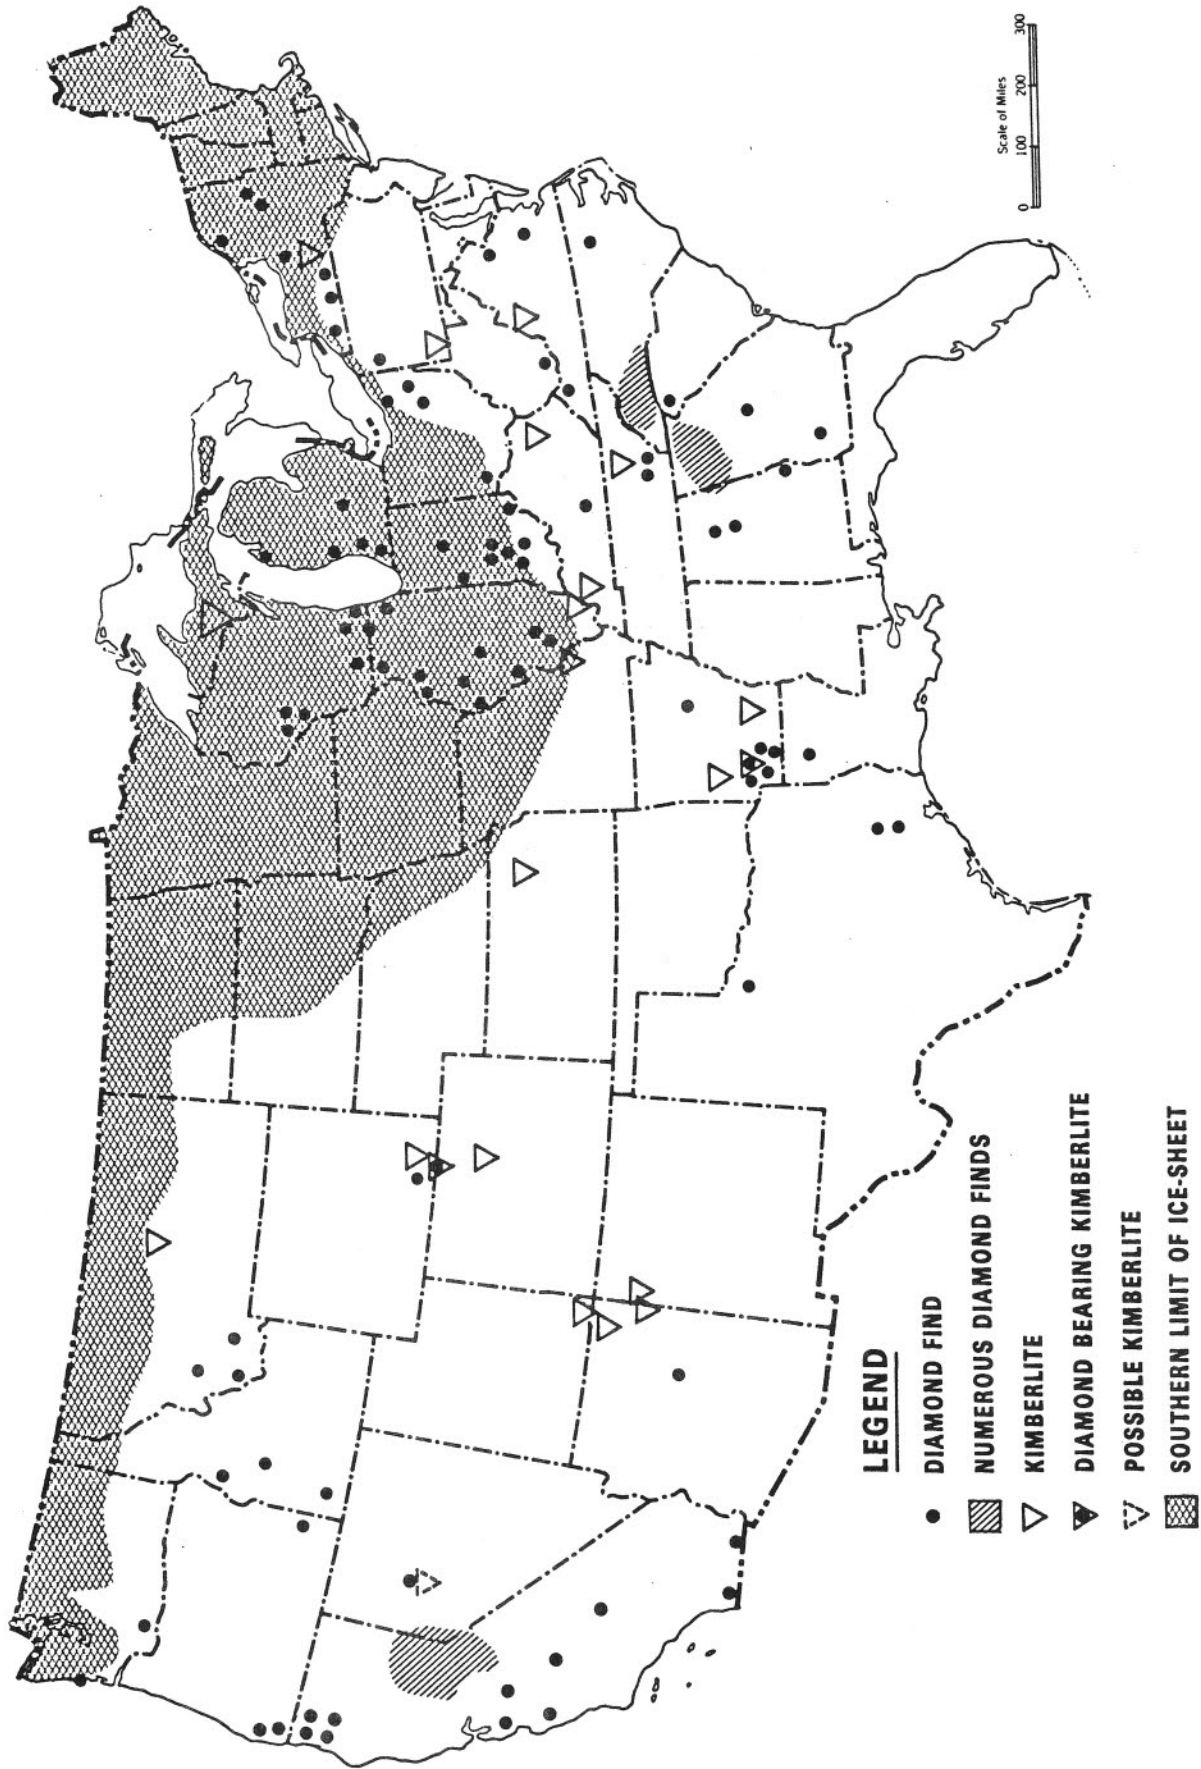 Scale of Miles
0 100 200 300
LEGEND
DIAMOND FIND
NUMEROUS DIAMOND FINDS
KIMBERLITE
DIAMOND BEARING KIMBERLITE
POSSIBLE KIMBERLITE
SOUTHERN LIMIT OF ICE-SHEET